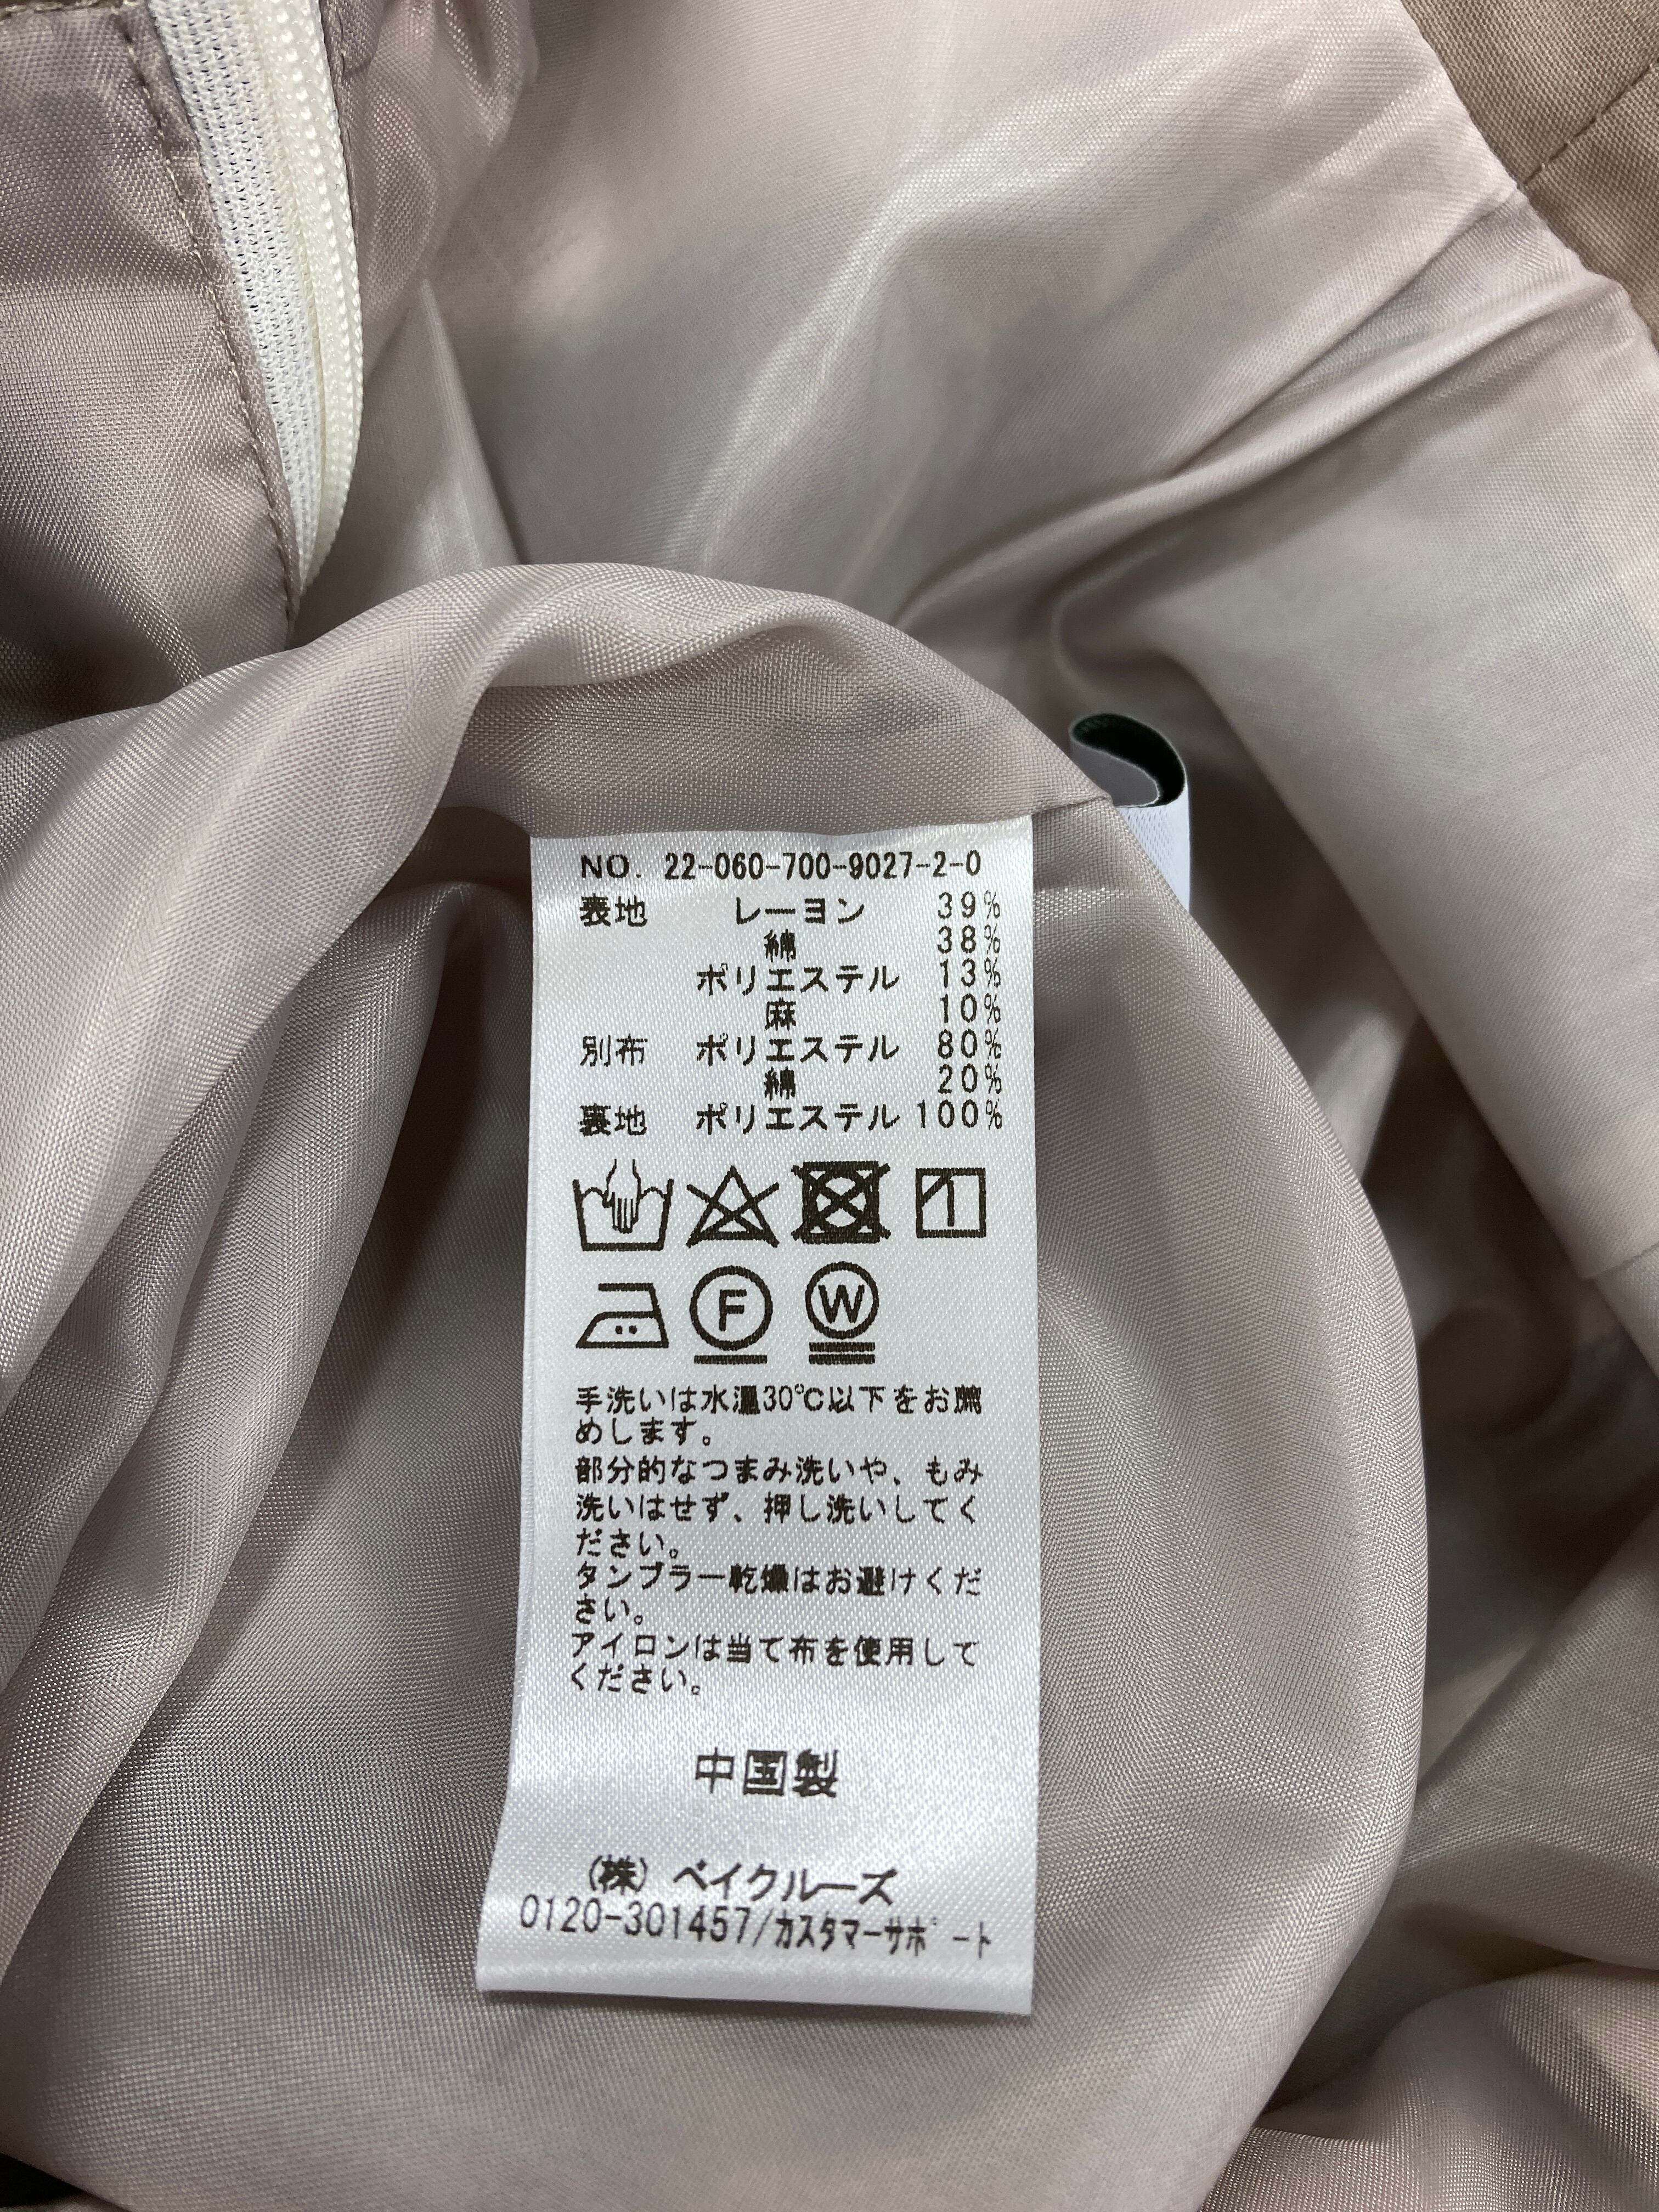 NO. 22-060-700-9027-2-0
表地 レーヨン 39%
綿 38%
ポリエステル 13%
麻 10%
別布 ポリエステル 80%
綿 20%
裏地 ポリエステル 100%
F W
手洗いは水温30℃以下をお薦
めします。
部分的なつまみ洗いや、もみ
洗いはせず、押し洗いしてく
ださい。
タンブラー乾燥はお避けくだ
さい。
アイロンは当て布を使用して
ください。
中国製
(株) ベイクルーズ
0120-301457/カスタマーサポート